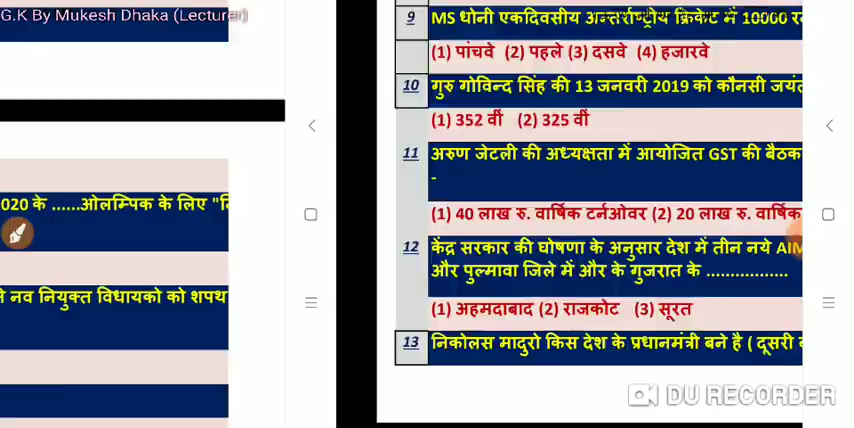 G.K By Mukesh Dhaka (Lecturer)
020 के ......ओलम्पिक के लिए
नव नियुक्त विधायको को शपथ
9 MS धोनी एकदिवसीय अन्तर्राष्ट्रीय क्रिकेट में 10000
(1) पांचवे (2) पहले (3) दसवे (4) हजारवे
10 गुरु गोविन्द सिंह की 13 जनवरी 2019 को कौनसी
(1) 352 वीं (2) 325 वीं
11 अरुण जेटली की अध्यक्षता में आयोजित GST की बैठक
-
(1) 40 लाख रु. वार्षिक टर्नओवर (2) 20 लाख रु. वार्षिक
12 केंद्र सरकार की घोषणा के अनुसार देश में तीन नये
और पुल्मावा जिले में और के गुजरात के .................
(1) अहमदाबाद (2) राजकोट (3) सूरत
13 निकोलस मादुरो किस देश के प्रधानमंत्री बने है ( दूसरी
DU RECORDER